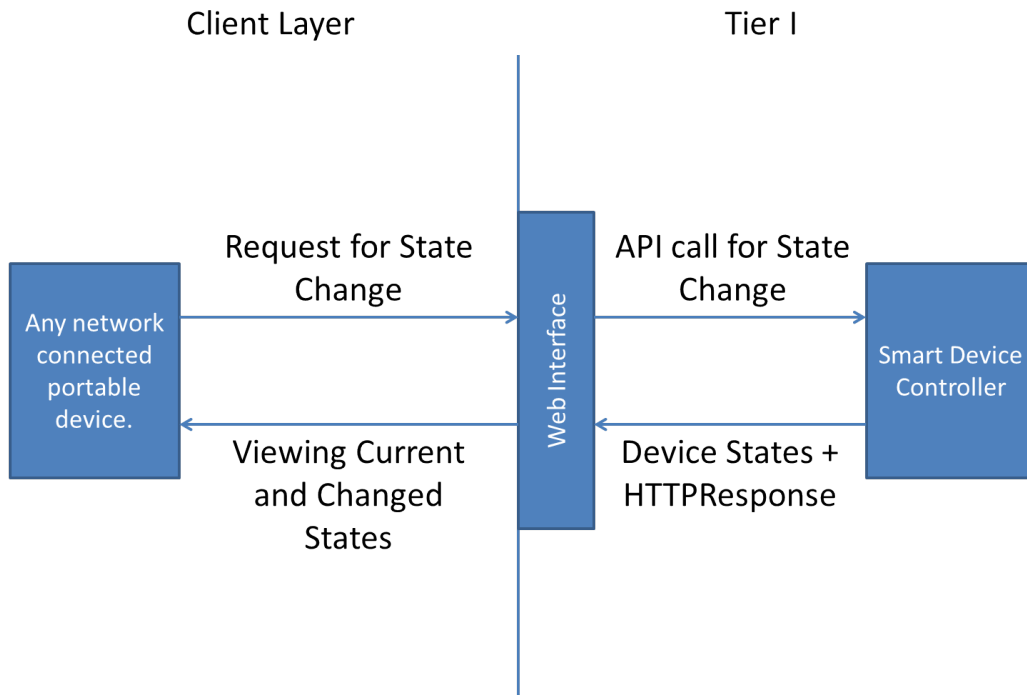 Client Layer
Tier I
Request for State
Change
API call for State
Change
Any network
connected
portable
device.
Web Interface
Smart Device
Controller
Viewing Current
and Changed
States
Device States +
HTTPResponse